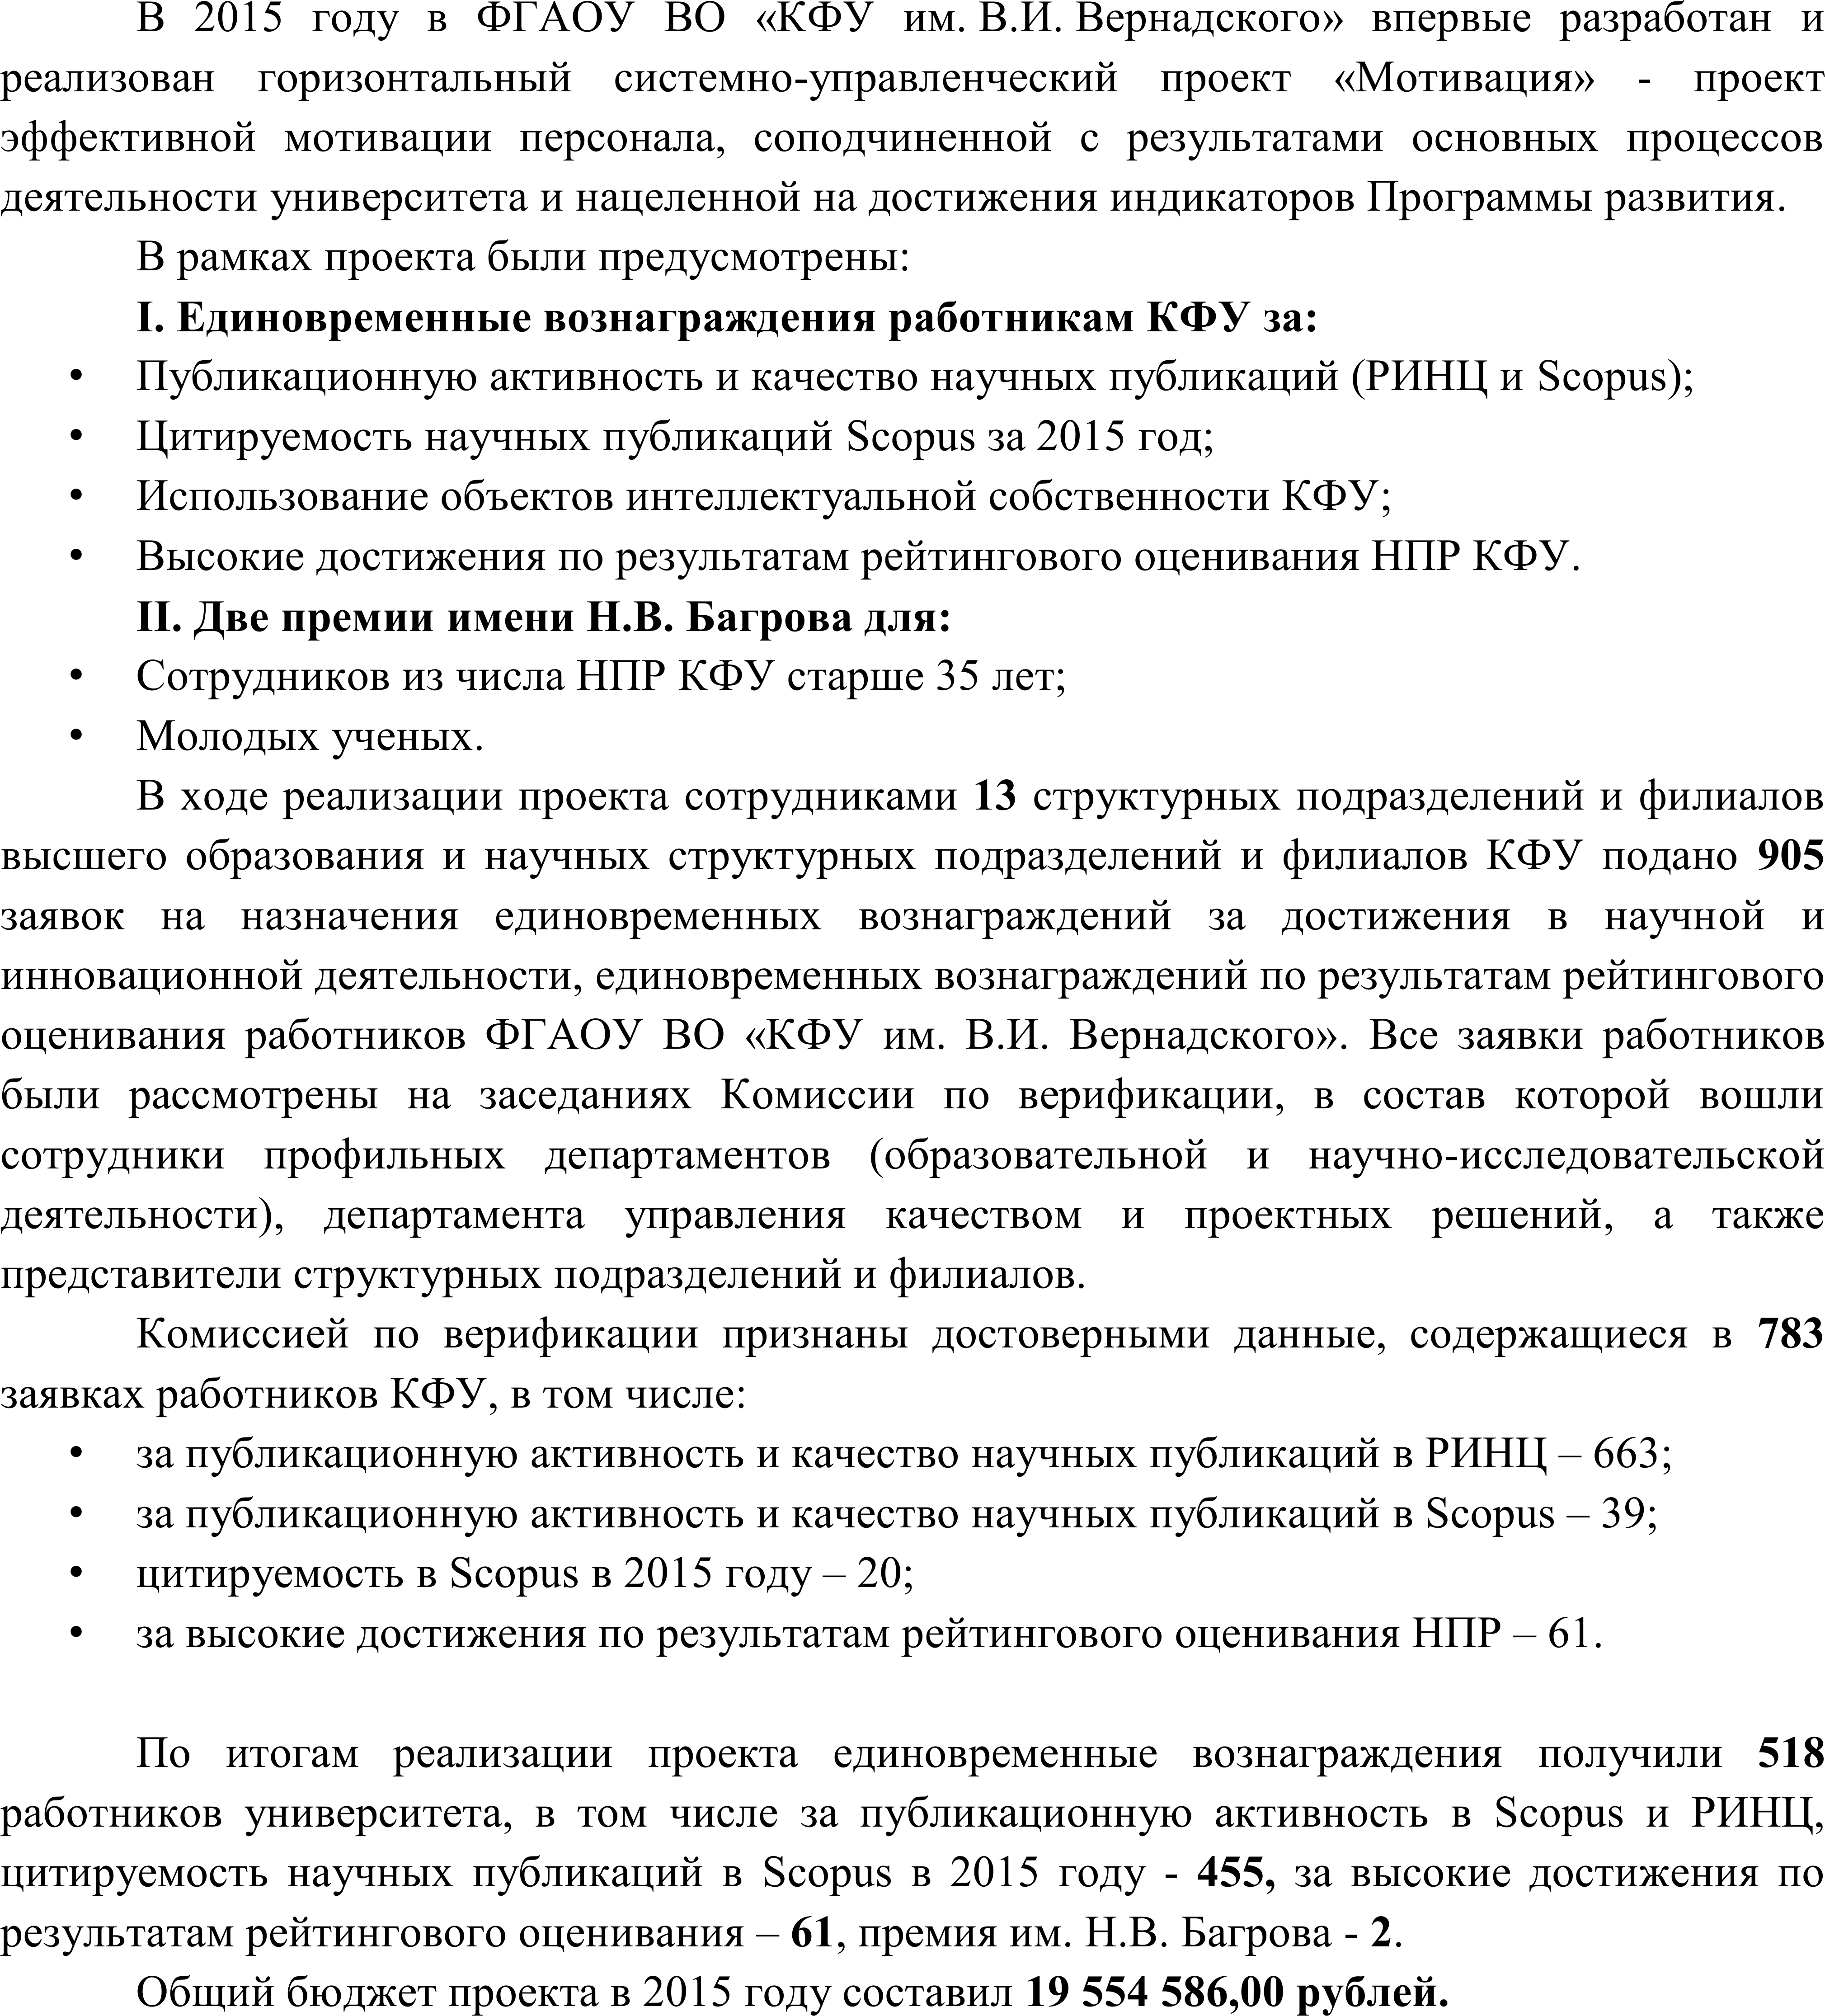 В 2015 году в ФГАОУ ВО «КФУ им. В.И. Вернадского» впервые разработан и
реализован горизонтальный системно-управленческий проект «Мотивация» - проект
эффективной мотивации персонала, соподчиненной с результатами основных процессов
деятельности университета и нацеленной на достижения индикаторов Программы развития.
В рамках проекта были предусмотрены:
I. Единовременные вознаграждения работникам КФУ за:
• Публикационную активность и качество научных публикаций (РИНЦ и Scopus);
• Цитируемость научных публикаций Scopus за 2015 год;
• Использование объектов интеллектуальной собственности КФУ;
• Высокие достижения по результатам рейтингового оценивания НПР КФУ.
II. Две премии имени Н.В. Багрова для:
• Сотрудников из числа НПР КФУ старше 35 лет;
• Молодых ученых.
В ходе реализации проекта сотрудниками 13 структурных подразделений и филиалов
высшего образования и научных структурных подразделений и филиалов КФУ подано 905
заявок на назначения единовременных вознаграждений за достижения в научной и
инновационной деятельности, единовременных вознаграждений по результатам рейтингового
оценивания работников ФГАОУ ВО «КФУ им. В.И. Вернадского». Все заявки работников
были рассмотрены на заседаниях Комиссии по верификации, в состав которой вошли
сотрудники профильных департаментов (образовательной и научно-исследовательской
деятельности), департамента управления качеством и проектных решений, а также
представители структурных подразделений и филиалов.
Комиссией по верификации признаны достоверными данные, содержащиеся в 783
заявках работников КФУ, в том числе:
• за публикационную активность и качество научных публикаций в РИНЦ – 663;
• за публикационную активность и качество научных публикаций в Scopus – 39;
• цитируемость в Scopus в 2015 году – 20;
• за высокие достижения по результатам рейтингового оценивания НПР – 61.
По итогам реализации проекта единовременные вознаграждения получили 518
работников университета, в том числе за публикационную активность в Scopus и РИНЦ,
цитируемость научных публикаций в Scopus в 2015 году - 455, за высокие достижения по
результатам рейтингового оценивания – 61, премия им. Н.В. Багрова - 2.
Общий бюджет проекта в 2015 году составил 19 554 586,00 рублей.